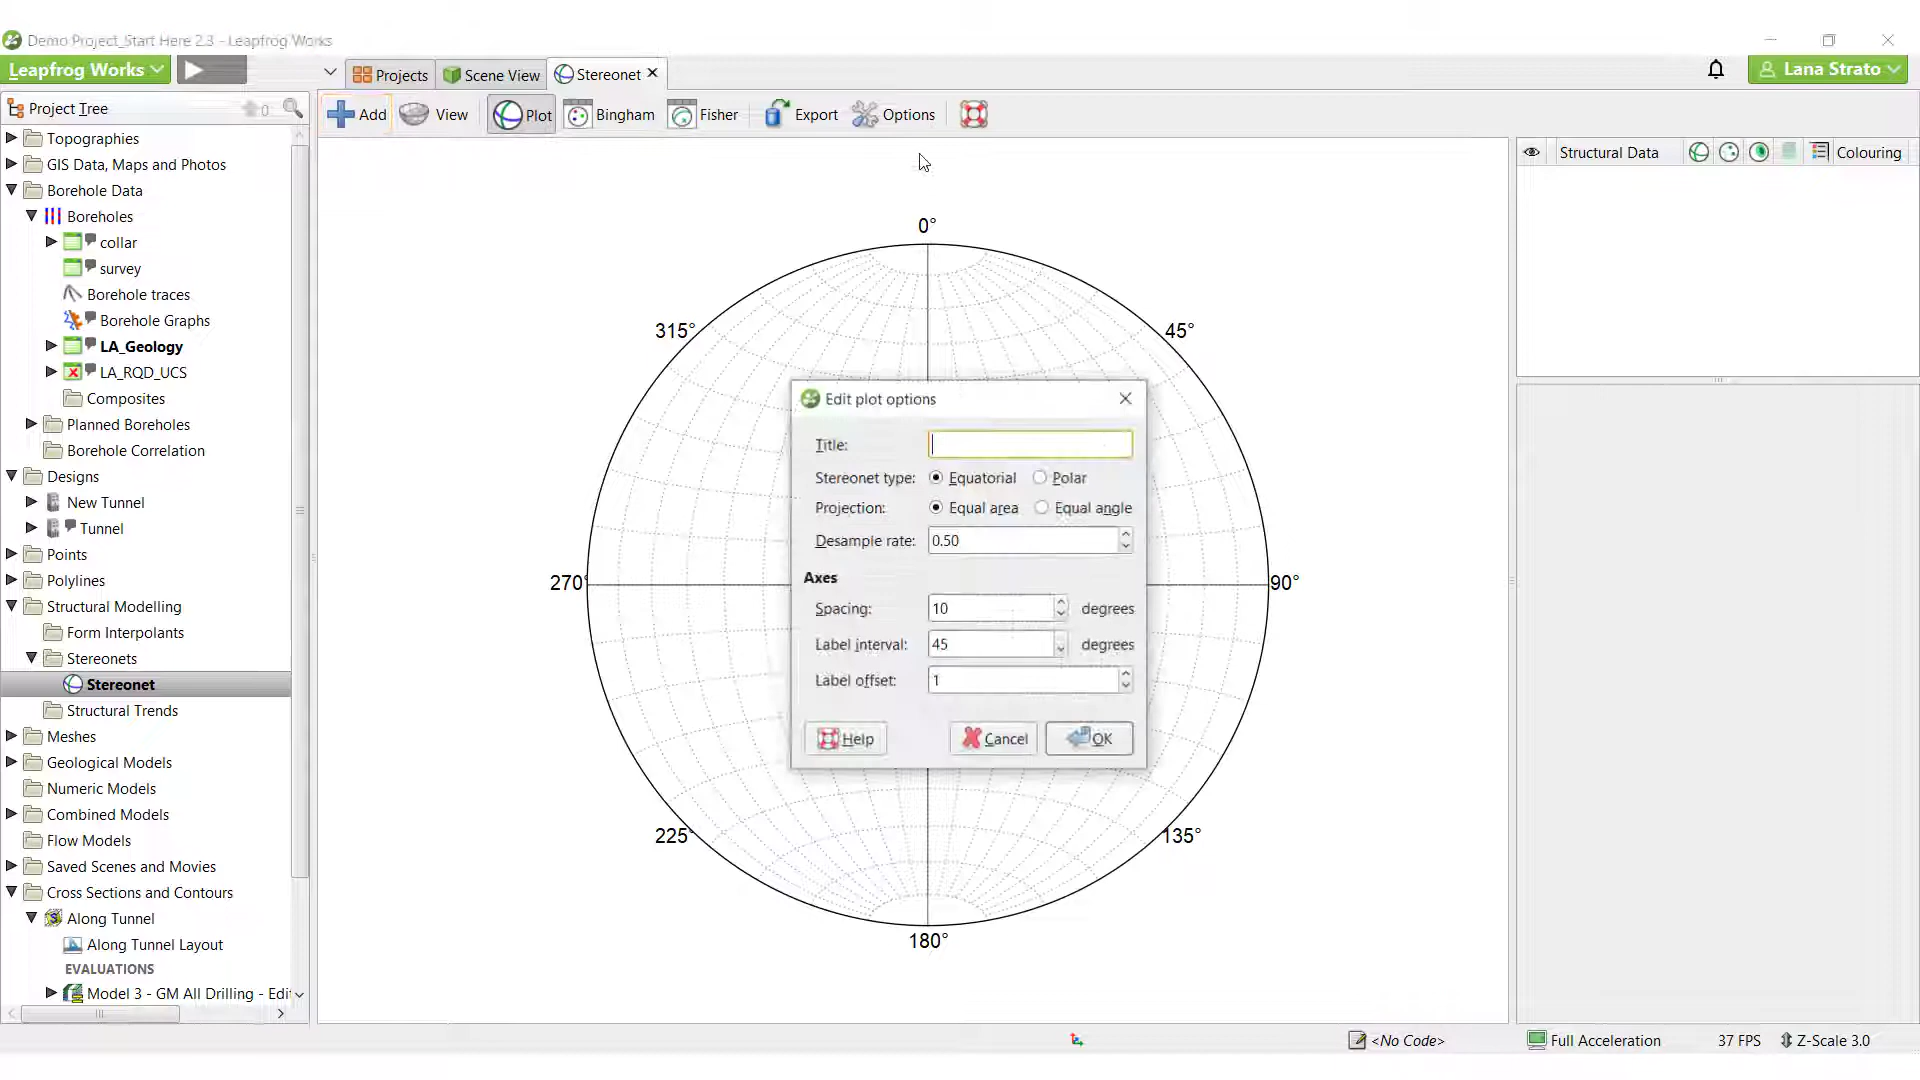 Demo Project_Start Here 2.3 - Leapfrog Works
Leapfrog Works
Projects
Scene View
Stereonet
Lana Strato
Project Tree
0
Add
View
Plot
Bingham
Fisher
Export
Options
Topographies
GIS Data, Maps and Photos
Borehole Data
Boreholes
collar
survey
Borehole traces
Borehole Graphs
LA_Geology
LA_RQD_UCS
Composites
Planned Boreholes
Borehole Correlation
Designs
New Tunnel
Tunnel
Points
Polylines
Structural Modelling
Form Interpolants
Stereonets
Stereonet
Structural Trends
Meshes
Geological Models
Numeric Models
Combined Models
Flow Models
Saved Scenes and Movies
Cross Sections and Contours
Along Tunnel
Along Tunnel Layout
EVALUATIONS
Model 3 - GM All Drilling - Edi
0°
315°
45°
270°
90°
225°
135°
180°
Edit plot options
Title:
Stereonet type: Equatorial Polar
Projection: Equal area Equal angle
Desample rate: 0.50
Axes
Spacing: 10 degrees
Label interval: 45 degrees
Label offset: 1
Help
Cancel
OK
Structural Data
Colouring
<No Code>
Full Acceleration
37 FPS
Z-Scale 3.0